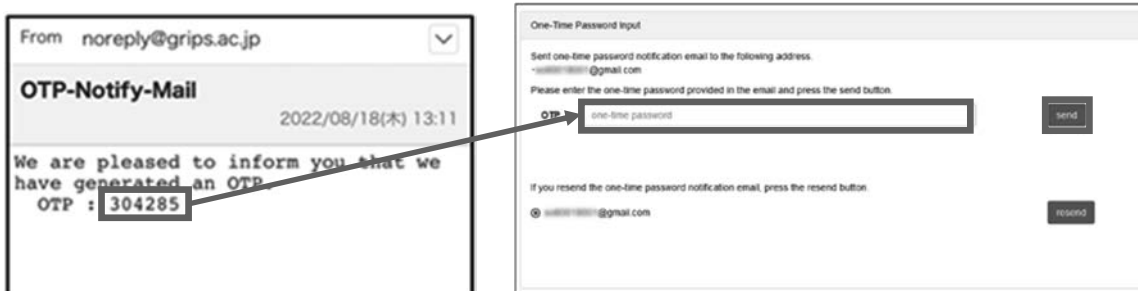 From noreply@grips.ac.jp
OTP-Notify-Mail
2022/08/18(木) 13:11
We are pleased to inform you that we
have generated an OTP.
OTP : 304285
One-Time Password Input
Sent one-time password notification email to the following address.
@gmail.com
Please enter the one-time password provided in the email and press the send button.
OTP one-time password send
If you resend the one-time password notification email, press the resend button.
@gmail.com resend